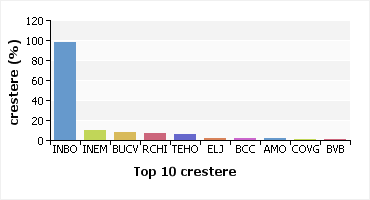 crestere (%)
120
100
80
60
40
20
0
INBO INEM BUCV RCHI TEHO ELJ BCC AMO COVG BVB
Top 10 crestere